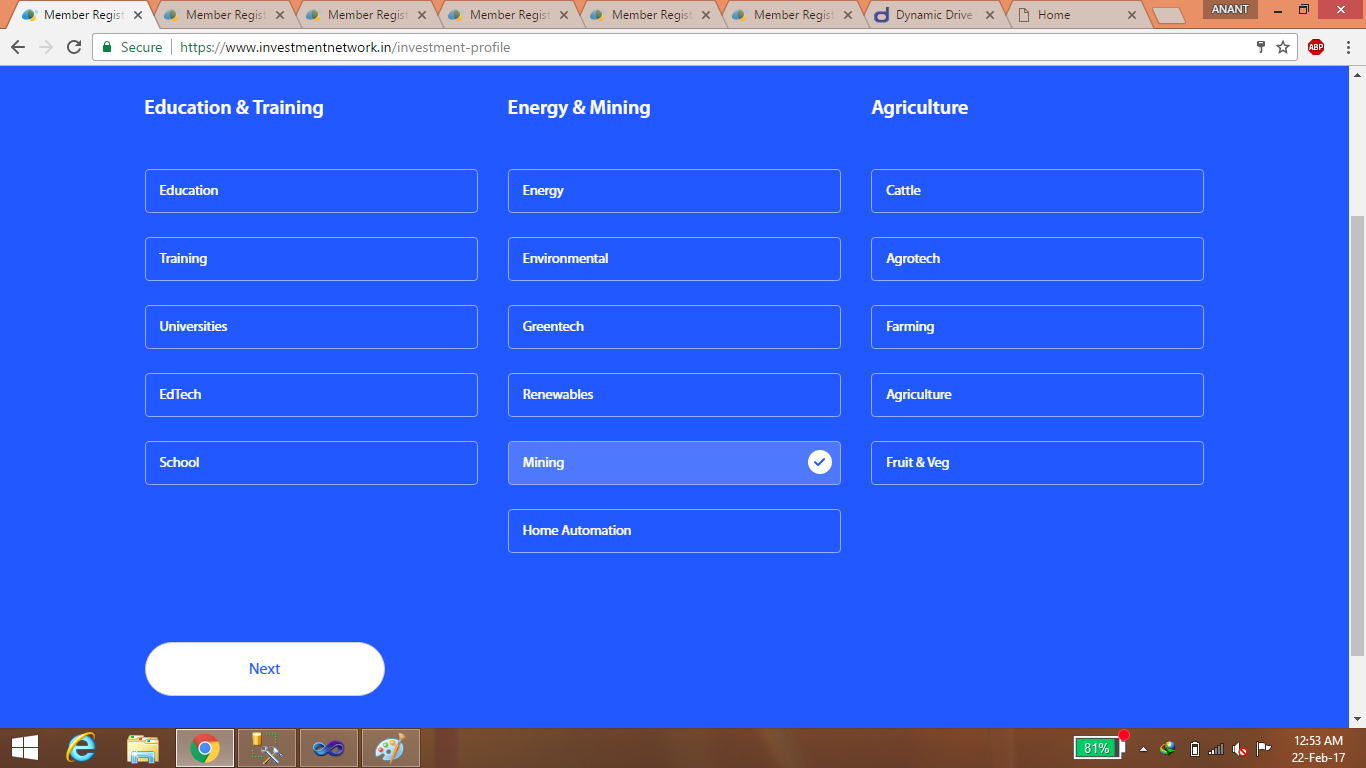 Member Regist
Member Regist
Member Regist
Member Regist
Member Regist
Member Regist
Dynamic Drive
Home
ANANT
Secure
https://www.investmentnetwork.in/investment-profile
ABP
Education & Training
Energy & Mining
Agriculture
Education
Energy
Cattle
Training
Environmental
Agrotech
Universities
Greentech
Farming
EdTech
Renewables
Agriculture
School
Mining
Fruit & Veg
Home Automation
Next
81%
12:53 AM
22-Feb-17